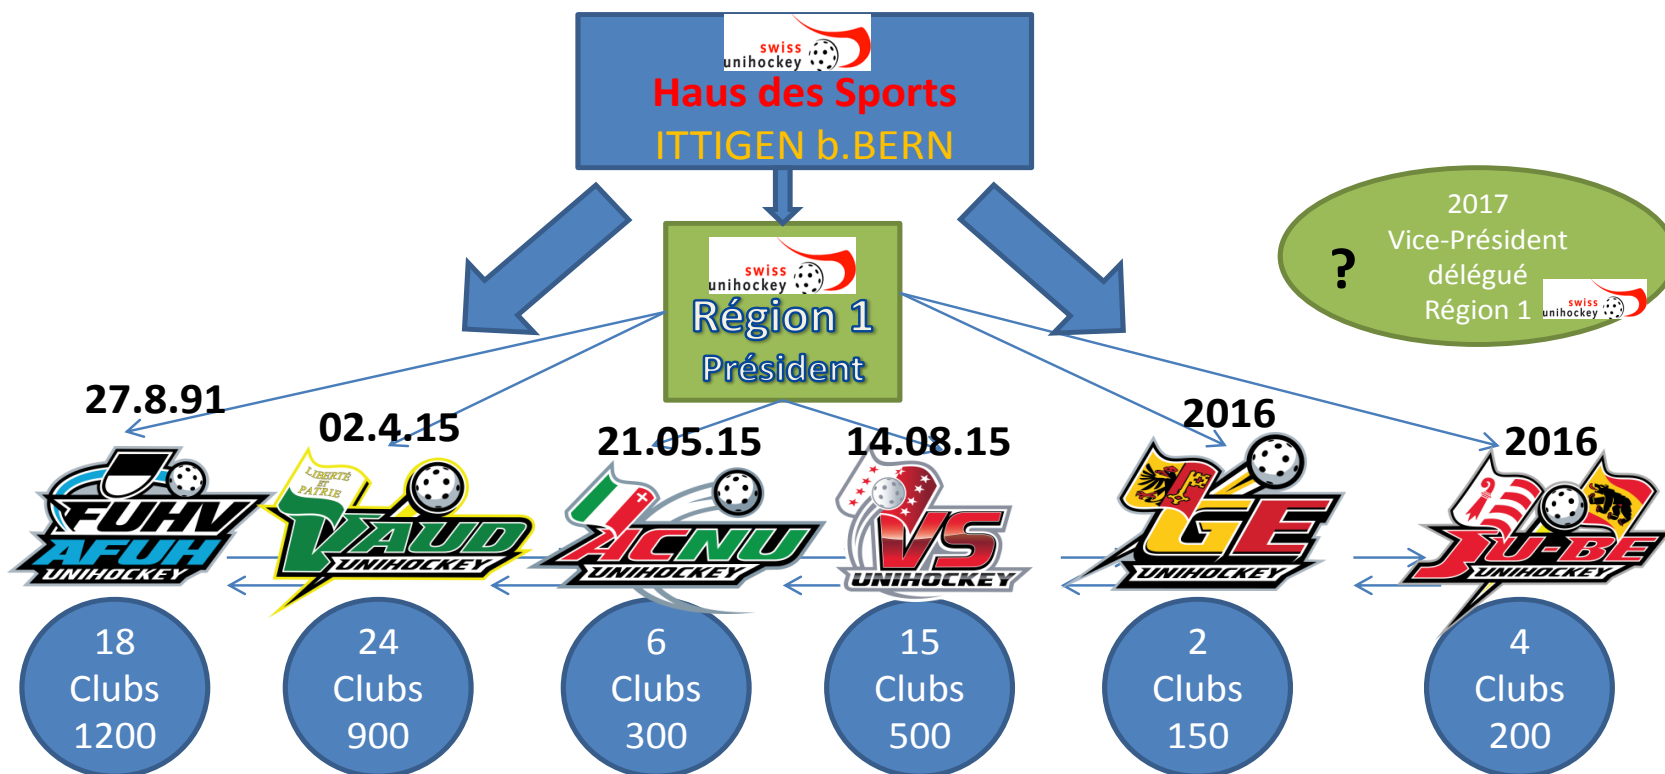 swiss
unihockey
Haus des Sports
ITTIGEN b.BERN
swiss
unihockey
Région 1
Président
2017
Vice-Président
délégué
Région 1
?
swiss
unihockey
27.8.91
02.4.15
21.05.15
14.08.15
2016
2016
FUHV
AFUH
UNIHOCKEY
LIBERTÉ
ET
PATRIE
VAUD
UNIHOCKEY
ACNU
UNIHOCKEY
VS
UNIHOCKEY
GE
UNIHOCKEY
JU-BE
UNIHOCKEY
18
Clubs
1200
24
Clubs
900
6
Clubs
300
15
Clubs
500
2
Clubs
150
4
Clubs
200